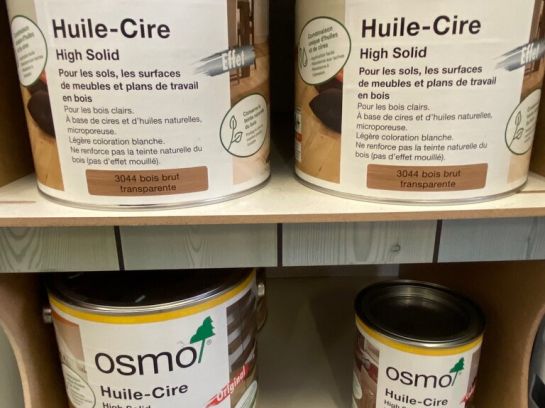 Huile-Cire
High Solid
Effet
Pour les sols, les surfaces
de meubles et plans de travail
en bois
Pour les bois clairs.
À base de cires et d'huiles naturelles,
microporeuse.
Légère coloration blanche.
Ne renforce pas la teinte naturelle du
bois (pas d'effet mouillé).
3044 bois brut
transparente
Huile-Cire
High Solid
Effet
Pour les sols, les surfaces
de meubles et plans de travail
en bois
Pour les bois clairs.
À base de cires et d'huiles naturelles,
microporeuse.
Légère coloration blanche.
Ne renforce pas la teinte naturelle du
bois (pas d'effet mouillé).
3044 bois brut
transparente
osmo
Huile-Cire
High Solid
Original
osmo
Huile-Cire